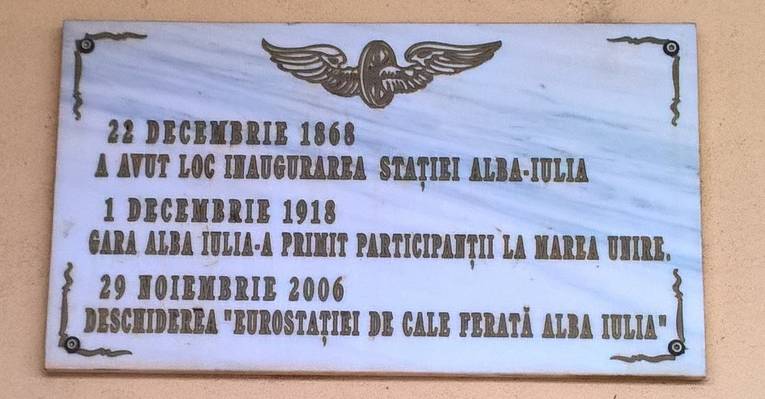 22 DECEMBRIE 1868
A AVUT LOC INAUGURAREA STAȚIEI ALBA-IULIA
1 DECEMBRIE 1918
GARA ALBA IULIA-A PRIMIT PARTICIPANȚII LA MAREA UNIRE.
29 NOIEMBRIE 2006
DESCHIDEREA "EUROSTAȚIEI DE CALE FERATĂ ALBA IULIA"